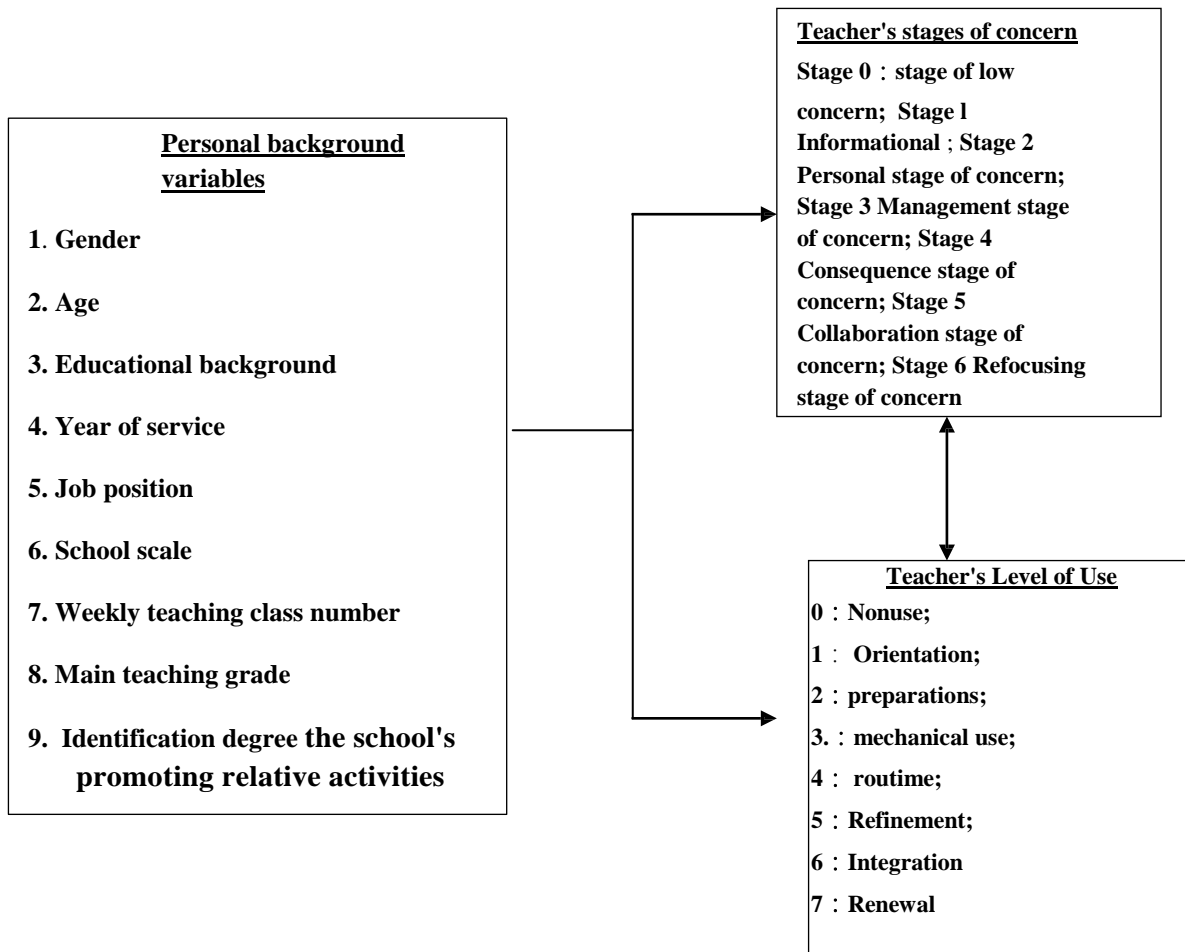 Personal background
variables
1. Gender
2. Age
3. Educational background
4. Year of service
5. Job position
6. School scale
7. Weekly teaching class number
8. Main teaching grade
9. Identification degree the school's
promoting relative activities
Teacher's stages of concern
Stage 0：stage of low
concern; Stage l
Informational ; Stage 2
Personal stage of concern;
Stage 3 Management stage
of concern; Stage 4
Consequence stage of
concern; Stage 5
Collaboration stage of
concern; Stage 6 Refocusing
stage of concern
Teacher's Level of Use
0：Nonuse;
1： Orientation;
2：preparations;
3.：mechanical use;
4： routime;
5：Refinement;
6：Integration
7：Renewal